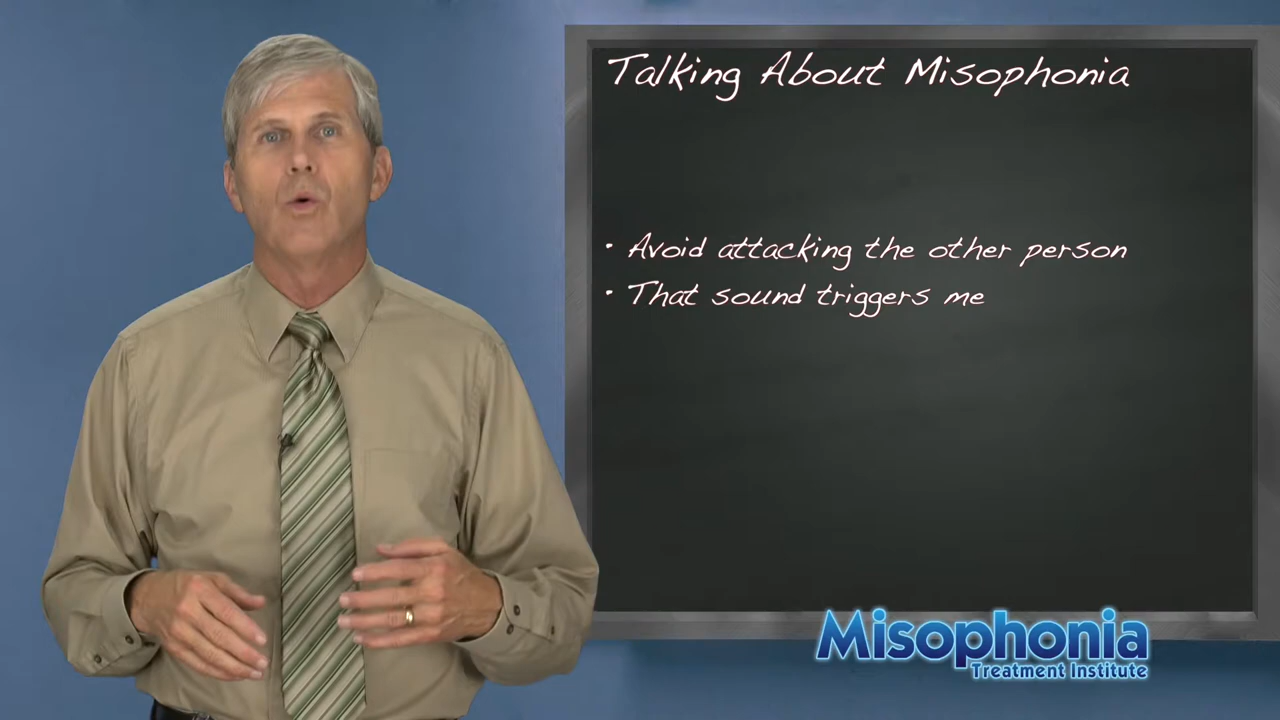 Talking About Misophonia
• Avoid attacking the other person
• That sound triggers me
Misophonia
Treatment Institute